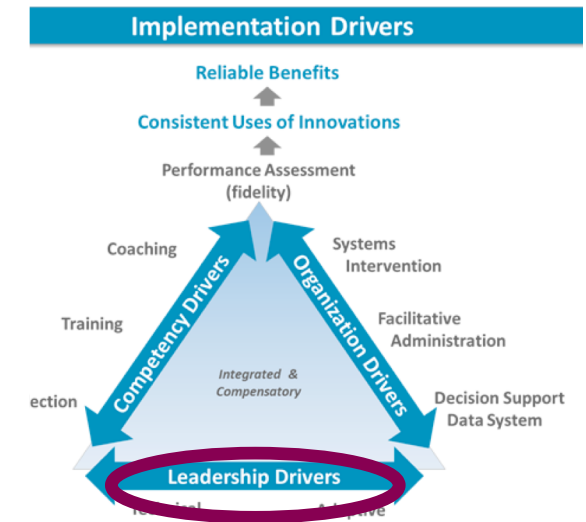 Implementation Drivers
Reliable Benefits
Consistent Uses of Innovations
Performance Assessment
(fidelity)
Coaching
Systems
Intervention
Competency Drivers
Organization Drivers
Training
Facilitative
Administration
Integrated &
Compensatory
ection
Decision Support
Data System
Leadership Drivers